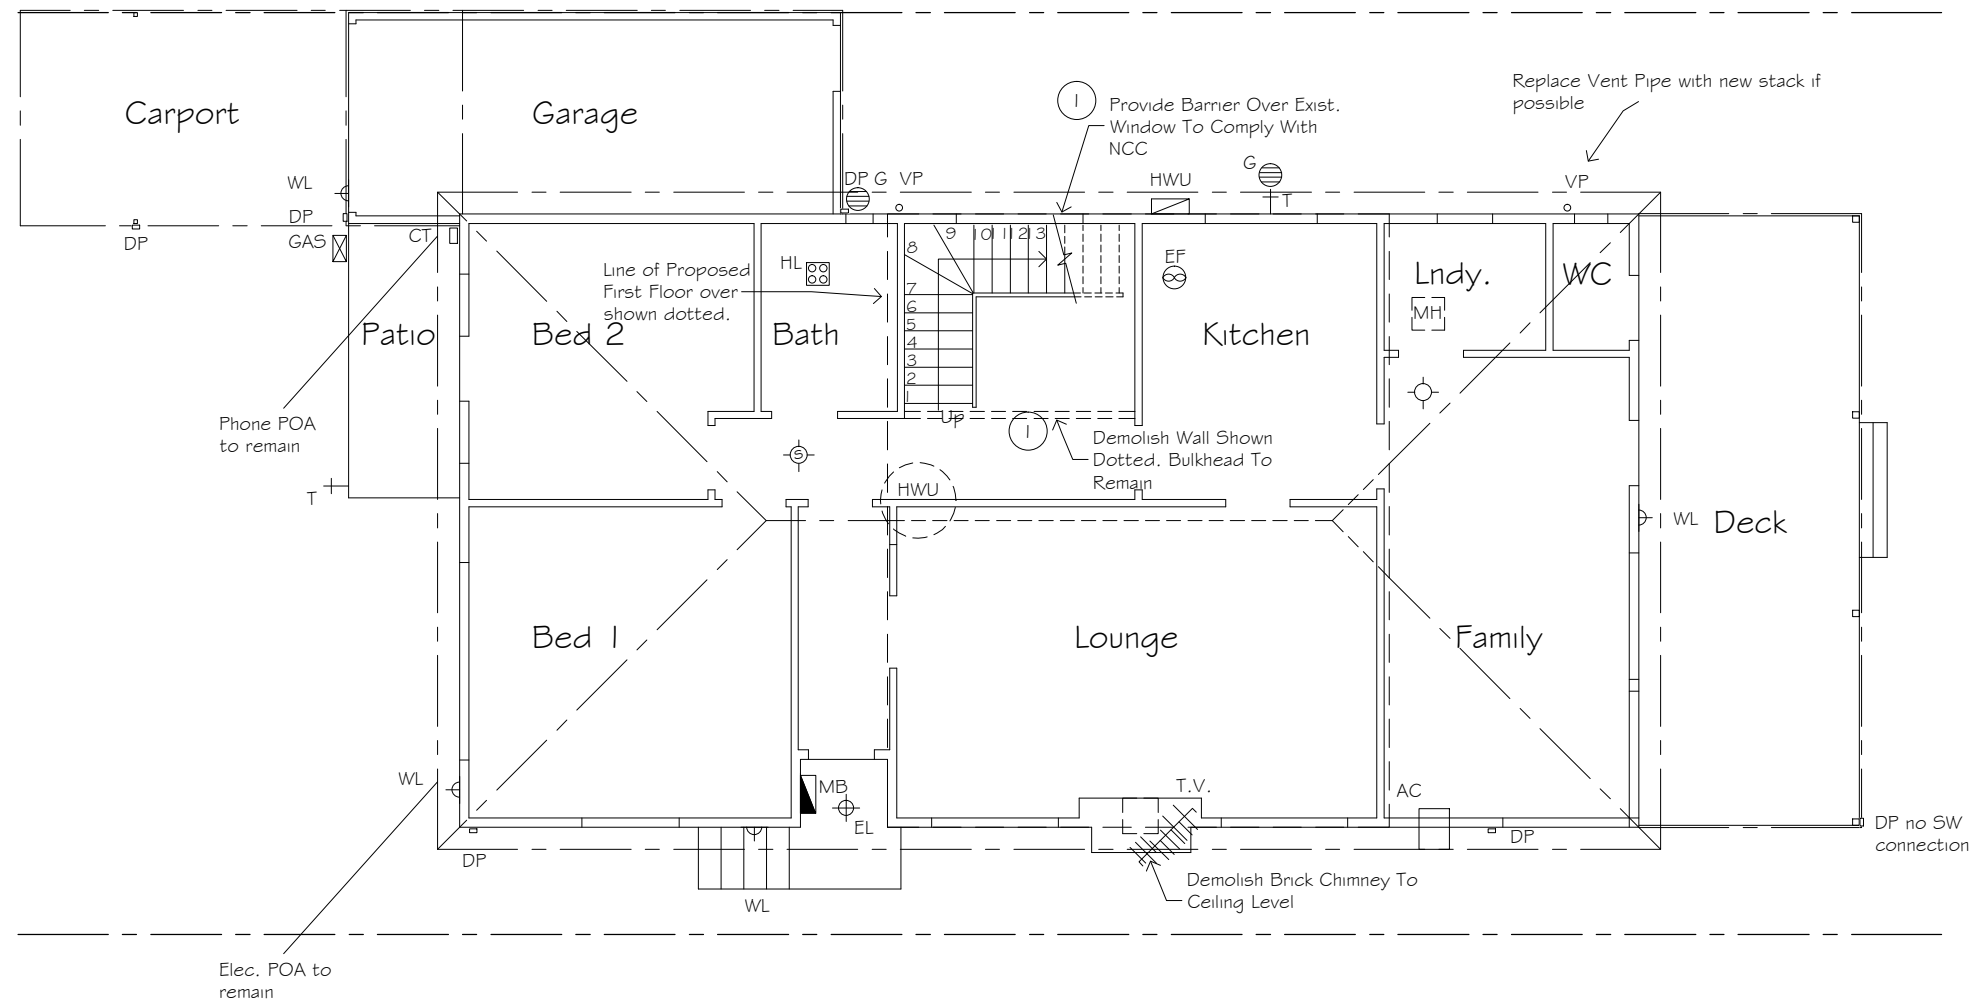 Replace Vent Pipe with new stack if
possible
1
Provide Barrier Over Exist.
Window To Comply With
NCC
Carport
Garage
G
WL
DP G VP
HWU
T
VP
DP
DP
GAS
CT
9 10 11 12 13
8
7
6
5
4
3
2
1
Up
HL
EF
Line of Proposed
First Floor over
shown dotted.
Lndy.
WC
MH
Patio
Bed 2
Bath
Kitchen
Phone POA
to remain
1
Demolish Wall Shown
Dotted. Bulkhead To
Remain
S
T
HWU
WL
Deck
Bed 1
Lounge
Family
WL
MB
EL
T.V.
AC
DP
DP
DP no SW
connection
WL
Demolish Brick Chimney To
Ceiling Level
Elec. POA to
remain